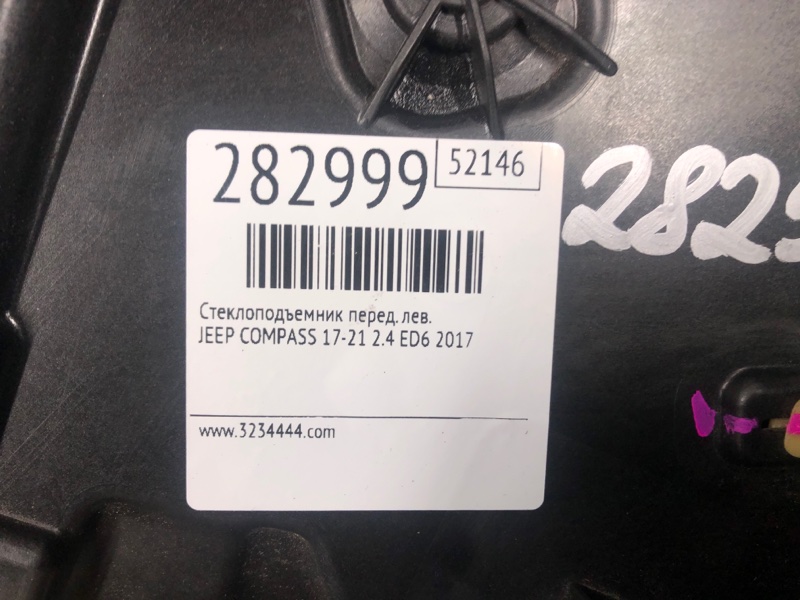 282999
52146
Стеклоподъемник перед. лев.
JEEP COMPASS 17-21 2.4 ED6 2017
www.3234444.com